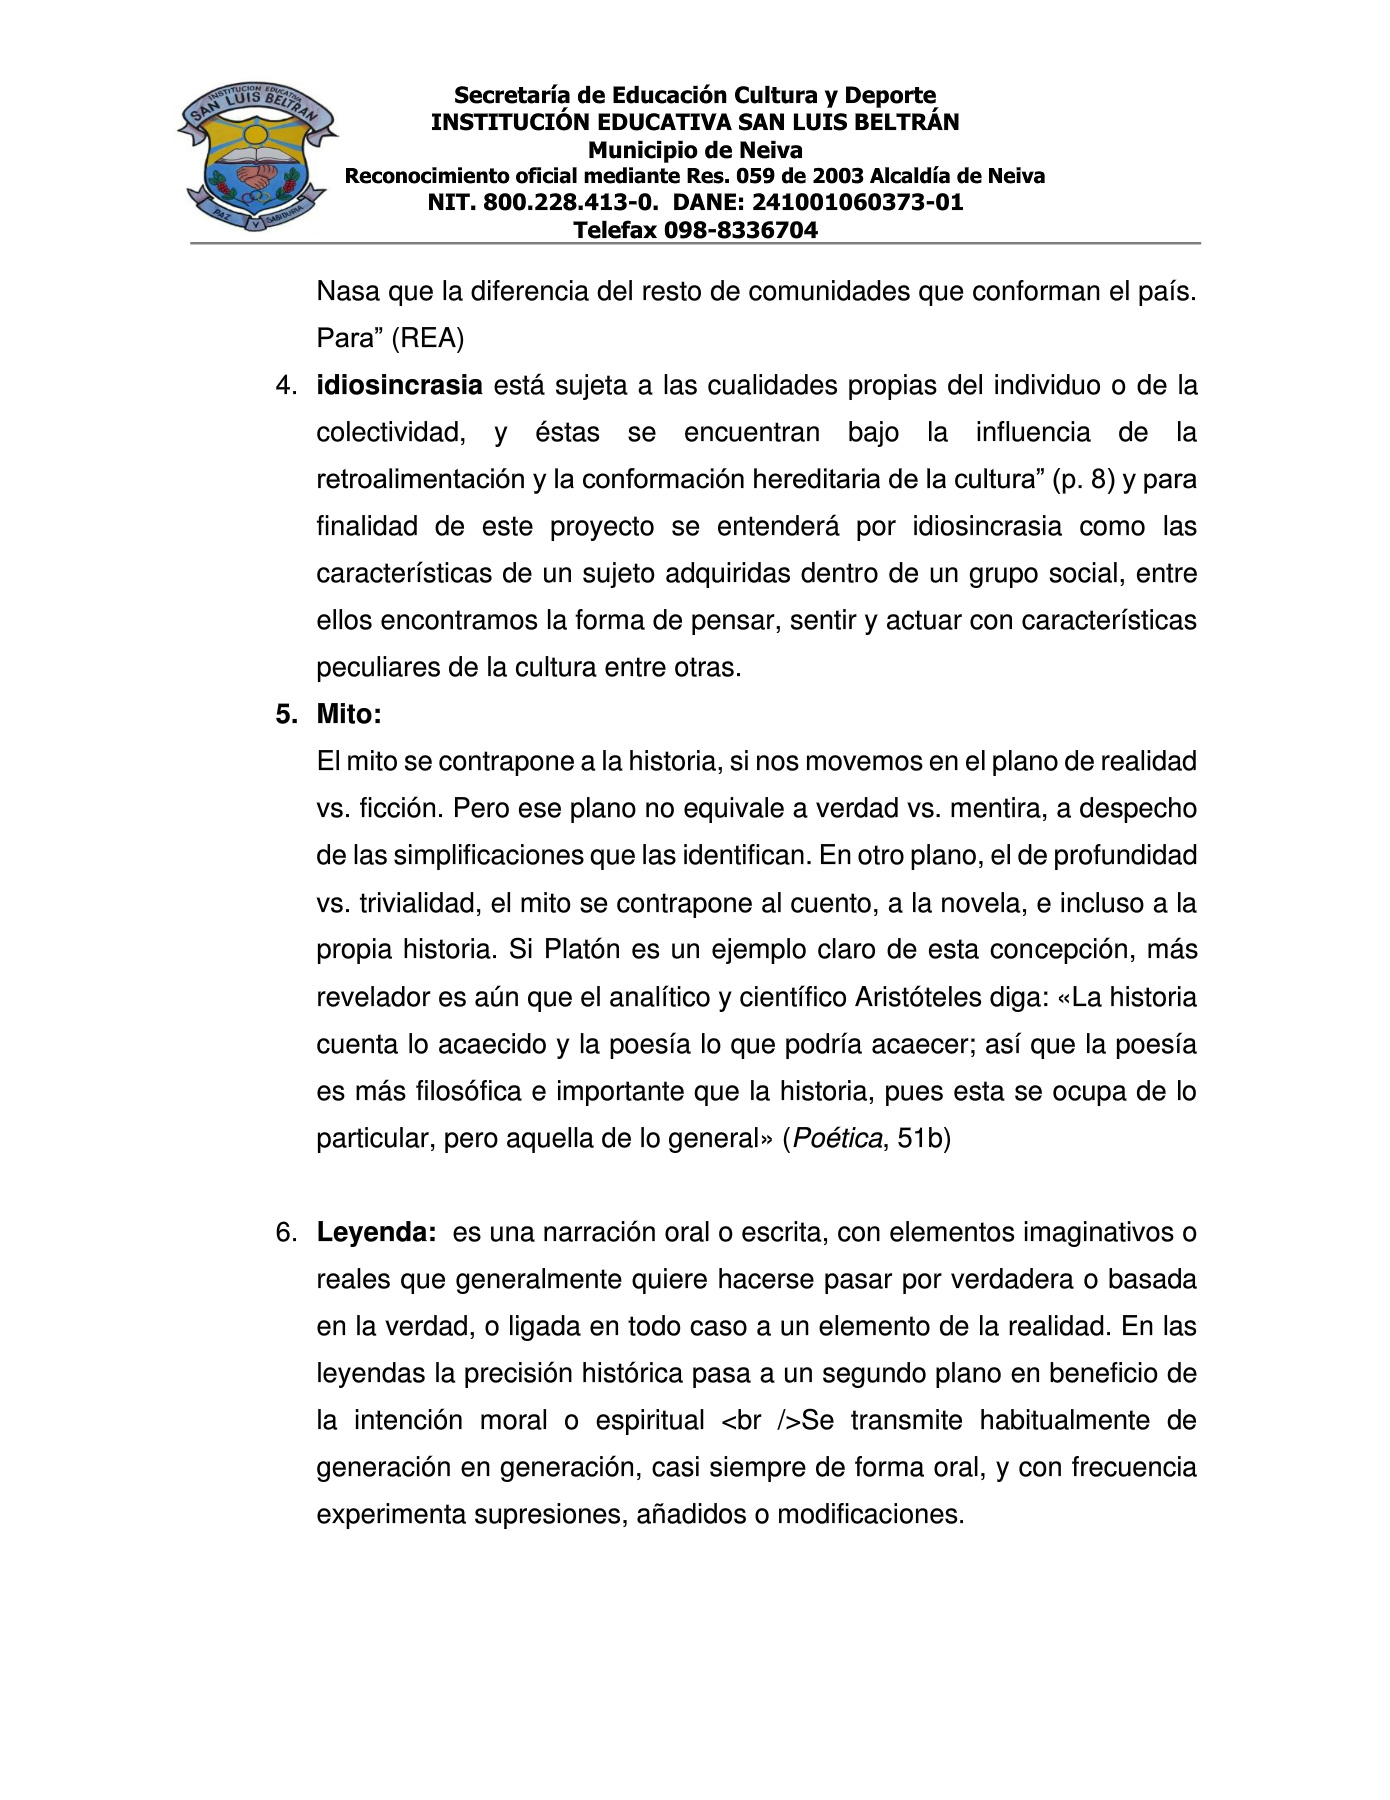 INSTITUCION EDUCATIVA
SAN LUIS BELTRAN
PAZ Y SABIDURIA
Secretaría de Educación Cultura y Deporte
INSTITUCIÓN EDUCATIVA SAN LUIS BELTRÁN
Municipio de Neiva
Reconocimiento oficial mediante Res. 059 de 2003 Alcaldía de Neiva
NIT. 800.228.413-0.  DANE: 241001060373-01
Telefax 098-8336704
Nasa que la diferencia del resto de comunidades que conforman el país.
Para” (REA)
4. idiosincrasia está sujeta a las cualidades propias del individuo o de la
colectividad, y éstas se encuentran bajo la influencia de la
retroalimentación y la conformación hereditaria de la cultura” (p. 8) y para
finalidad de este proyecto se entenderá por idiosincrasia como las
características de un sujeto adquiridas dentro de un grupo social, entre
ellos encontramos la forma de pensar, sentir y actuar con características
peculiares de la cultura entre otras.
5. Mito:
El mito se contrapone a la historia, si nos movemos en el plano de realidad
vs. ficción. Pero ese plano no equivale a verdad vs. mentira, a despecho
de las simplificaciones que las identifican. En otro plano, el de profundidad
vs. trivialidad, el mito se contrapone al cuento, a la novela, e incluso a la
propia historia. Si Platón es un ejemplo claro de esta concepción, más
revelador es aún que el analítico y científico Aristóteles diga: «La historia
cuenta lo acaecido y la poesía lo que podría acaecer; así que la poesía
es más filosófica e importante que la historia, pues esta se ocupa de lo
particular, pero aquella de lo general» (Poética, 51b)
6. Leyenda:  es una narración oral o escrita, con elementos imaginativos o
reales que generalmente quiere hacerse pasar por verdadera o basada
en la verdad, o ligada en todo caso a un elemento de la realidad. En las
leyendas la precisión histórica pasa a un segundo plano en beneficio de
la intención moral o espiritual <br />Se transmite habitualmente de
generación en generación, casi siempre de forma oral, y con frecuencia
experimenta supresiones, añadidos o modificaciones.